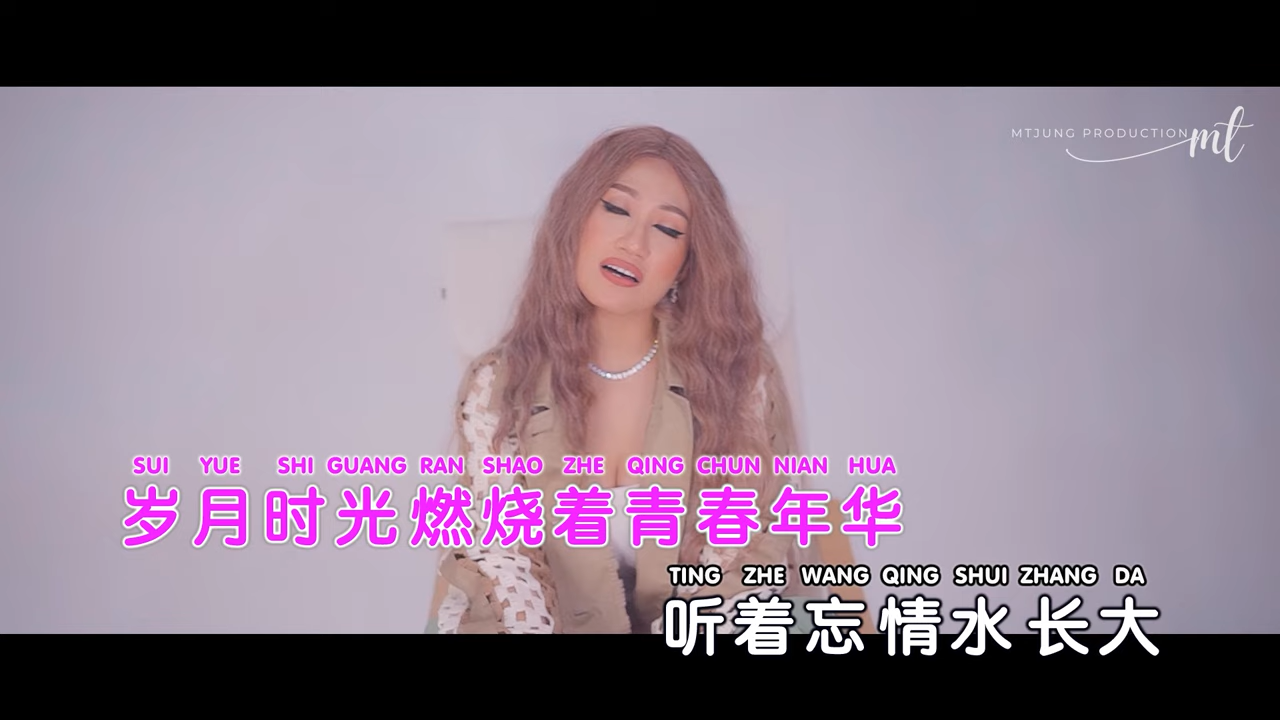 MTJUNG PRODUCTION mt
SUI YUE SHI GUANG RAN SHAO ZHE QING CHUN NIAN HUA
岁月时光燃烧着青春年华
TING ZHE WANG QING SHUI ZHANG DA
听着忘情水长大